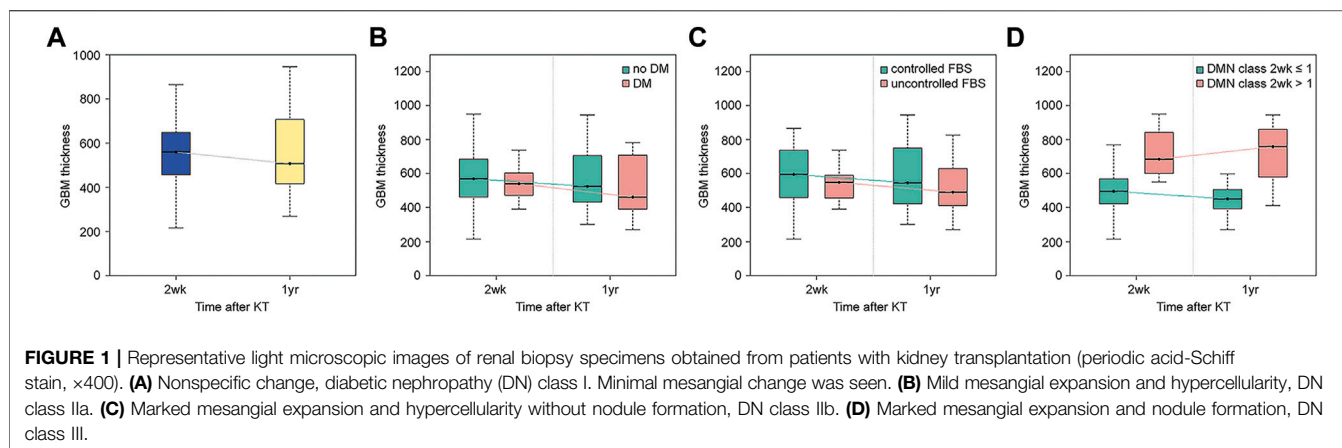 A
B
C
D
1000
800
600
400
200
0
GBM thickness
2wk
1yr
Time after KT
1200
1000
800
600
400
200
0
GBM thickness
no DM
DM
2wk
1yr
Time after KT
1200
1000
800
600
400
200
0
GBM thickness
controlled FBS
uncontrolled FBS
2wk
1yr
Time after KT
1200
1000
800
600
400
200
0
GBM thickness
DMN class 2wk ≤ 1
DMN class 2wk > 1
2wk
1yr
Time after KT
FIGURE 1 | Representative light microscopic images of renal biopsy specimens obtained from patients with kidney transplantation (periodic acid-Schiff
stain, ×400). (A) Nonspecific change, diabetic nephropathy (DN) class I. Minimal mesangial change was seen. (B) Mild mesangial expansion and hypercellularity, DN
class IIa. (C) Marked mesangial expansion and hypercellularity without nodule formation, DN class IIb. (D) Marked mesangial expansion and nodule formation, DN
class III.